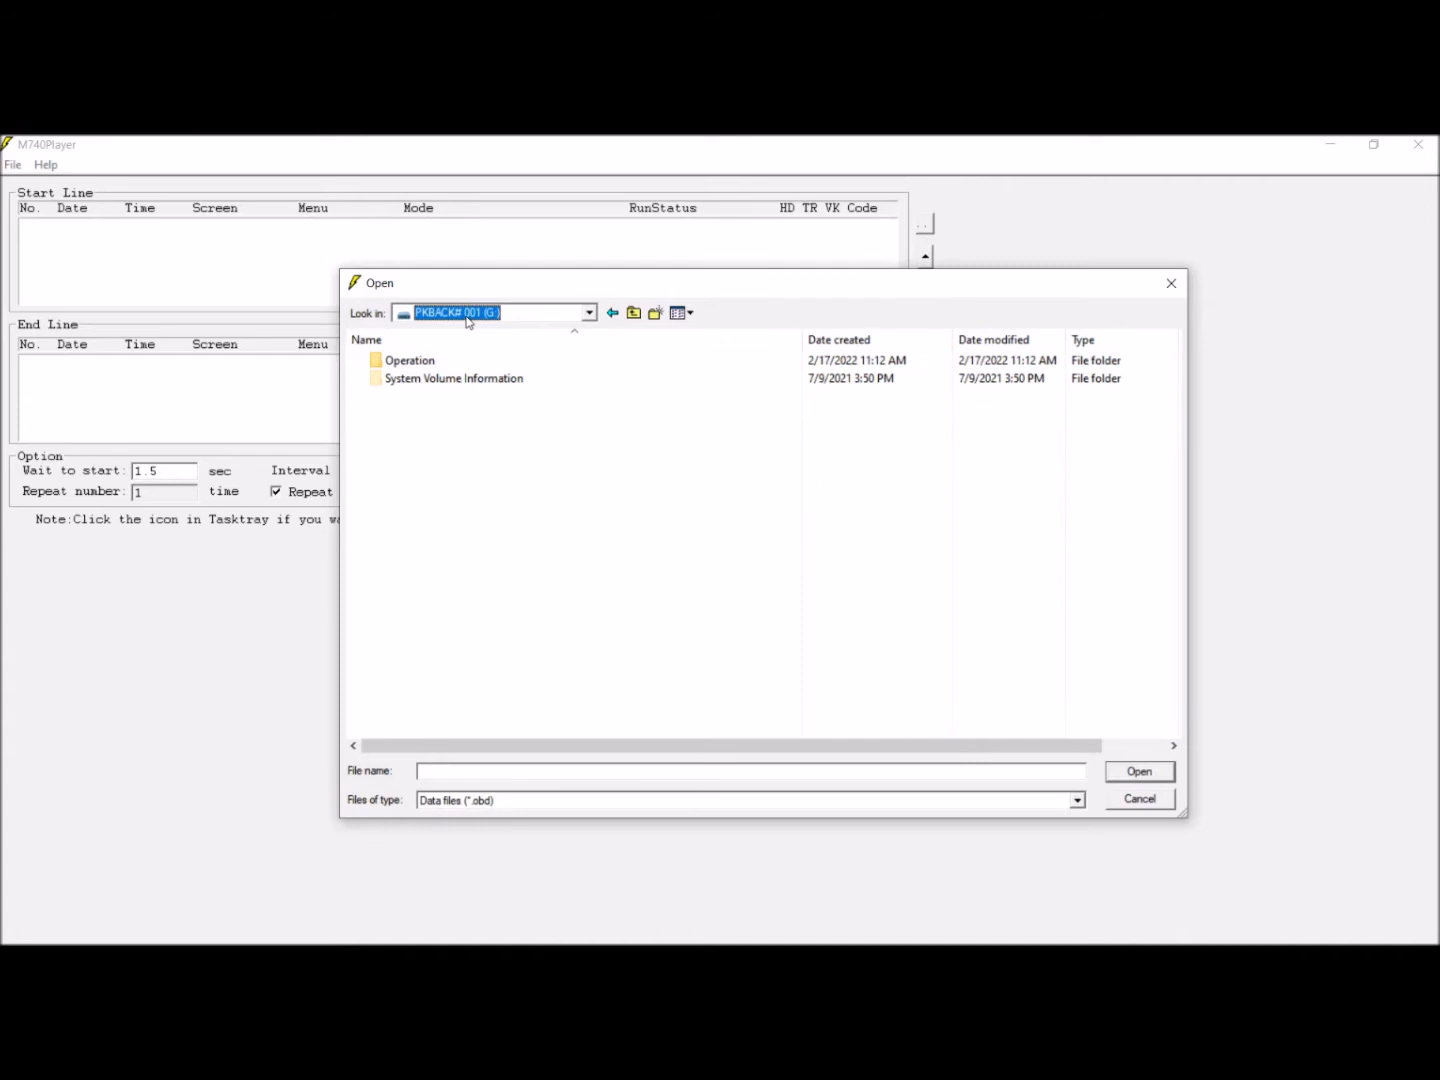 M740Player
File Help
Start Line
No. Date Time Screen Menu Mode RunStatus HD TR VK Code
..
Open
Look in: PKBACK# 001 (G:)
Name Date created Date modified Type
Operation 2/17/2022 11:12 AM 2/17/2022 11:12 AM File folder
System Volume Information 7/9/2021 3:50 PM 7/9/2021 3:50 PM File folder
End Line
No. Date Time Screen Menu
Option
Wait to start: 1.5 sec Interval
Repeat number: 1 time Repeat
Note:Click the icon in Tasktray if you wa
File name: Open
Files of type: Data files (*.obd) Cancel